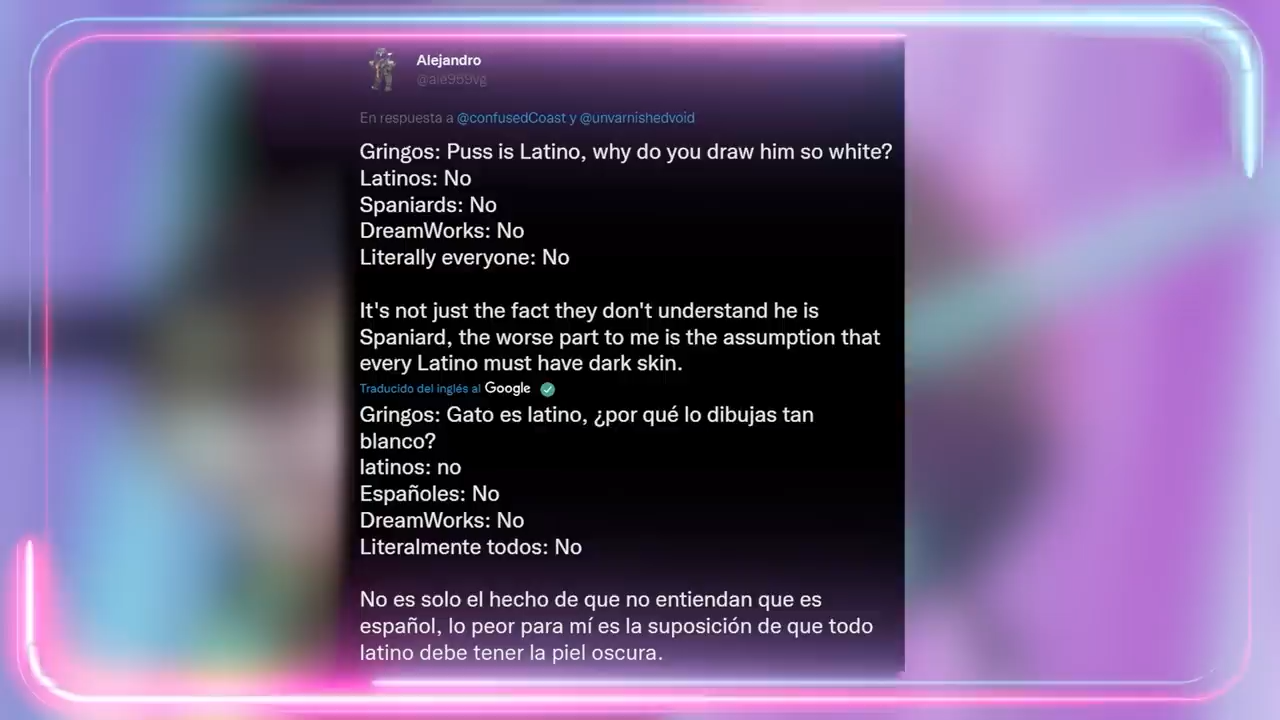 Alejandro
@ale959vg
En respuesta a @confusedCoast y @unvarnishedvoid
Gringos: Puss is Latino, why do you draw him so white?
Latinos: No
Spaniards: No
DreamWorks: No
Literally everyone: No
It's not just the fact they don't understand he is
Spaniard, the worse part to me is the assumption that
every Latino must have dark skin.
Traducido del inglés al Google
Gringos: Gato es latino, ¿por qué lo dibujas tan
blanco?
latinos: no
Españoles: No
DreamWorks: No
Literalmente todos: No
No es solo el hecho de que no entiendan que es
español, lo peor para mí es la suposición de que todo
latino debe tener la piel oscura.